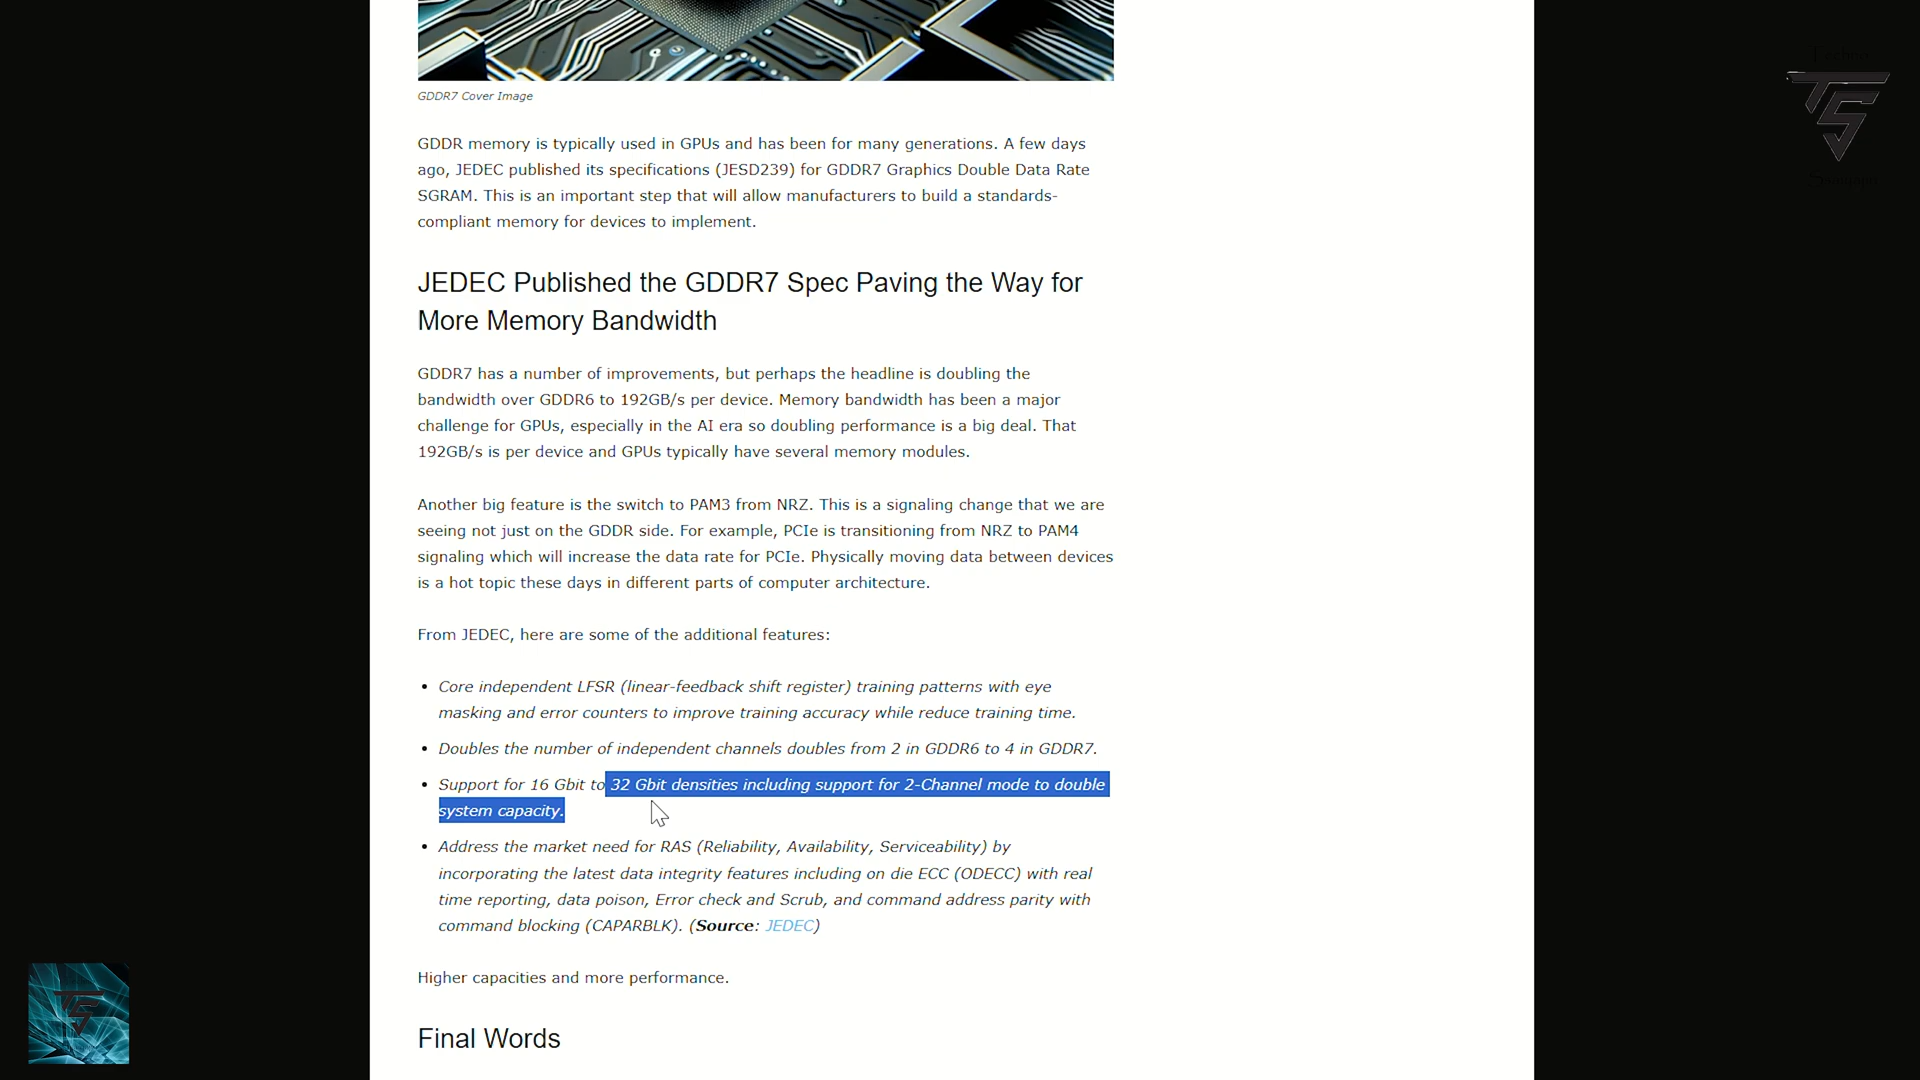 GDDR7 Cover Image
GDDR memory is typically used in GPUs and has been for many generations. A few days
ago, JEDEC published its specifications (JESD239) for GDDR7 Graphics Double Data Rate
SGRAM. This is an important step that will allow manufacturers to build a standards-
compliant memory for devices to implement.
JEDEC Published the GDDR7 Spec Paving the Way for
More Memory Bandwidth
GDDR7 has a number of improvements, but perhaps the headline is doubling the
bandwidth over GDDR6 to 192GB/s per device. Memory bandwidth has been a major
challenge for GPUs, especially in the AI era so doubling performance is a big deal. That
192GB/s is per device and GPUs typically have several memory modules.
Another big feature is the switch to PAM3 from NRZ. This is a signaling change that we are
seeing not just on the GDDR side. For example, PCIe is transitioning from NRZ to PAM4
signaling which will increase the data rate for PCIe. Physically moving data between devices
is a hot topic these days in different parts of computer architecture.
From JEDEC, here are some of the additional features:
• Core independent LFSR (linear-feedback shift register) training patterns with eye
masking and error counters to improve training accuracy while reduce training time.
• Doubles the number of independent channels doubles from 2 in GDDR6 to 4 in GDDR7.
• Support for 16 Gbit to 32 Gbit densities including support for 2-Channel mode to double
system capacity.
• Address the market need for RAS (Reliability, Availability, Serviceability) by
incorporating the latest data integrity features including on die ECC (ODECC) with real
time reporting, data poison, Error check and Scrub, and command address parity with
command blocking (CAPARBLK). (Source: JEDEC)
Higher capacities and more performance.
Final Words